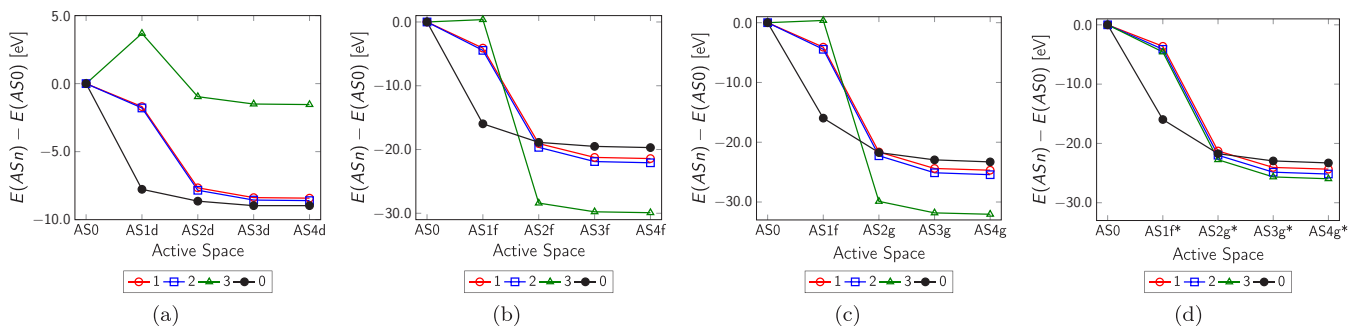 E(ASn) − E(AS0) [eV]
5.0
0.0
−5.0
−10.0
AS0 AS1d AS2d AS3d AS4d
Active Space
1 2 3 0
(a)
E(ASn) − E(AS0) [eV]
0.0
−10.0
−20.0
−30.0
AS0 AS1f AS2f AS3f AS4f
Active Space
1 2 3 0
(b)
E(ASn) − E(AS0) [eV]
0.0
−10.0
−20.0
−30.0
AS0 AS1f AS2g AS3g AS4g
Active Space
1 2 3 0
(c)
E(ASn) − E(AS0) [eV]
0.0
−10.0
−20.0
−30.0
AS0 AS1f* AS2g* AS3g* AS4g*
Active Space
1 2 3 0
(d)